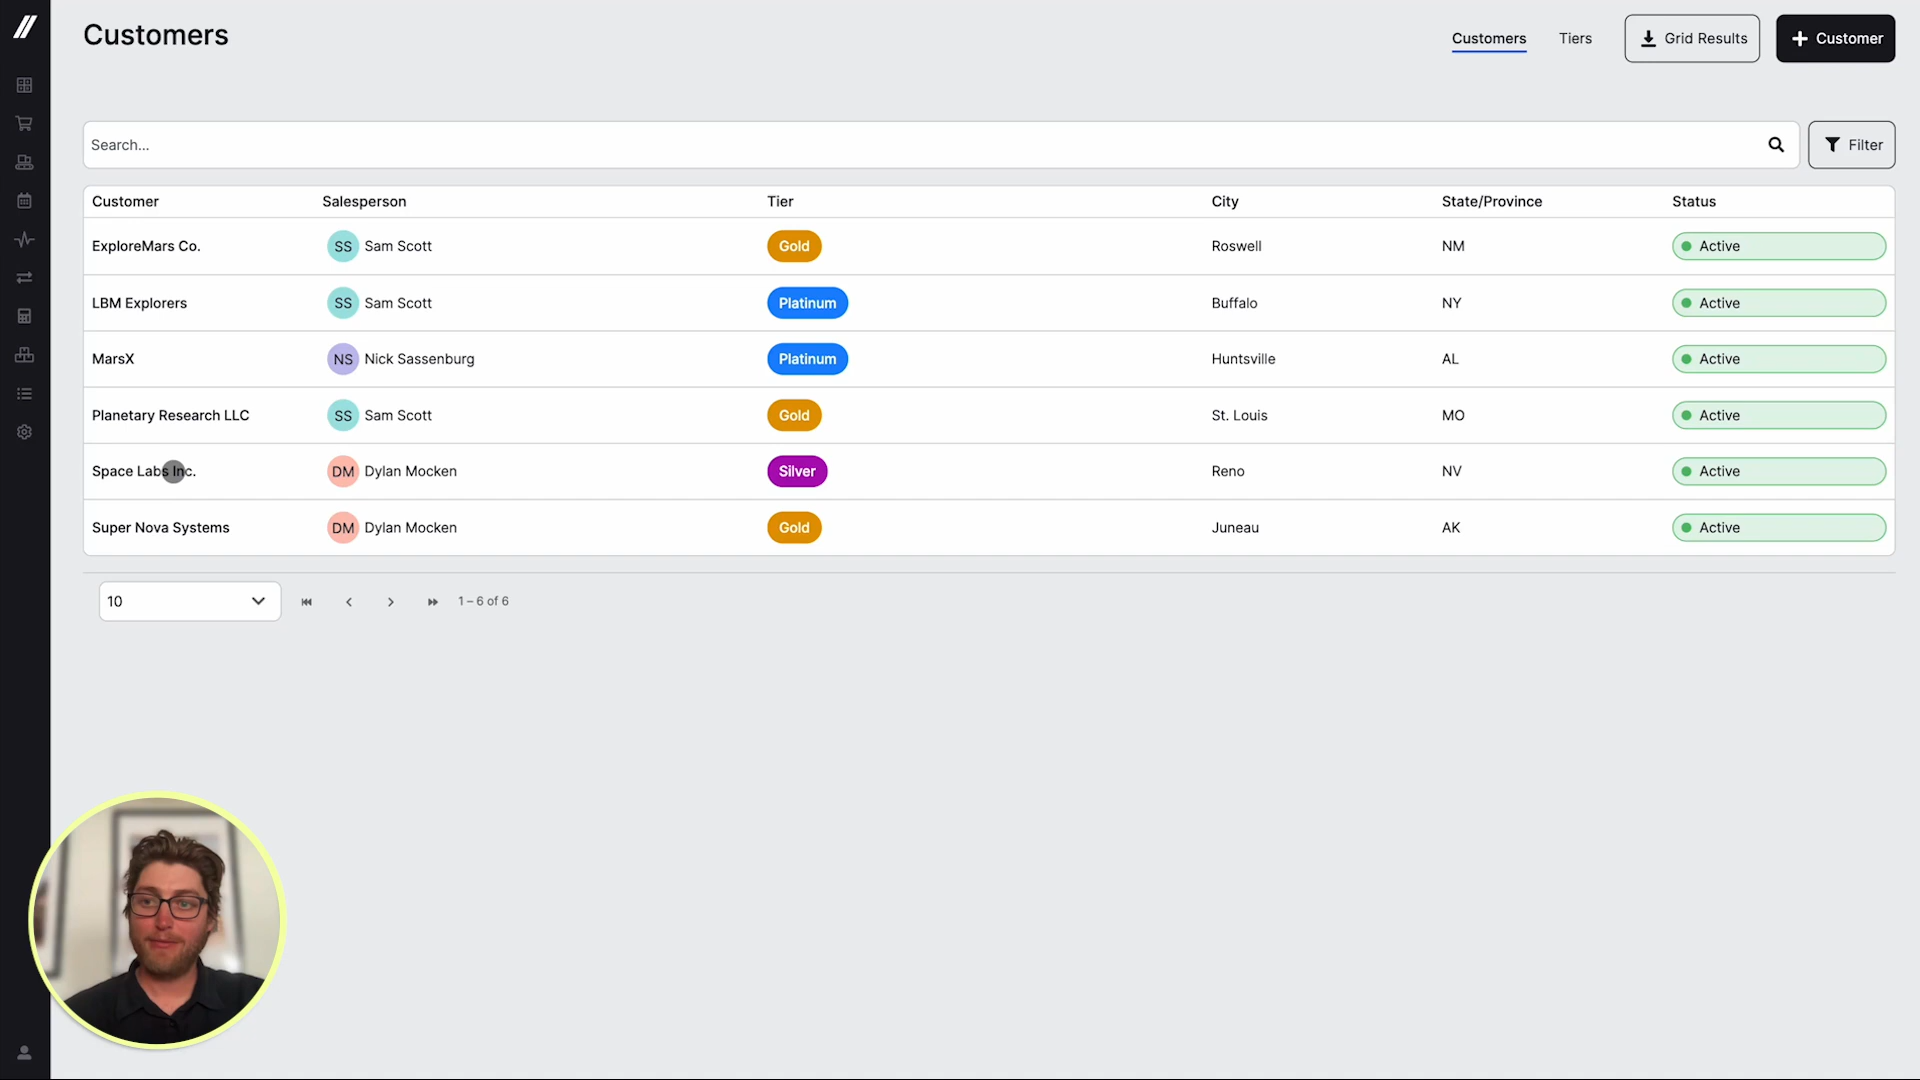 Customers
Customers Tiers Grid Results Customer
Search... Filter
Customer Salesperson Tier City State/Province Status
ExploreMars Co. SS Sam Scott Gold Roswell NM Active
LBM Explorers SS Sam Scott Platinum Buffalo NY Active
MarsX NS Nick Sassenburg Platinum Huntsville AL Active
Planetary Research LLC SS Sam Scott Gold St. Louis MO Active
Space Labs Inc. DM Dylan Mocken Silver Reno NV Active
Super Nova Systems DM Dylan Mocken Gold Juneau AK Active
10 1 – 6 of 6